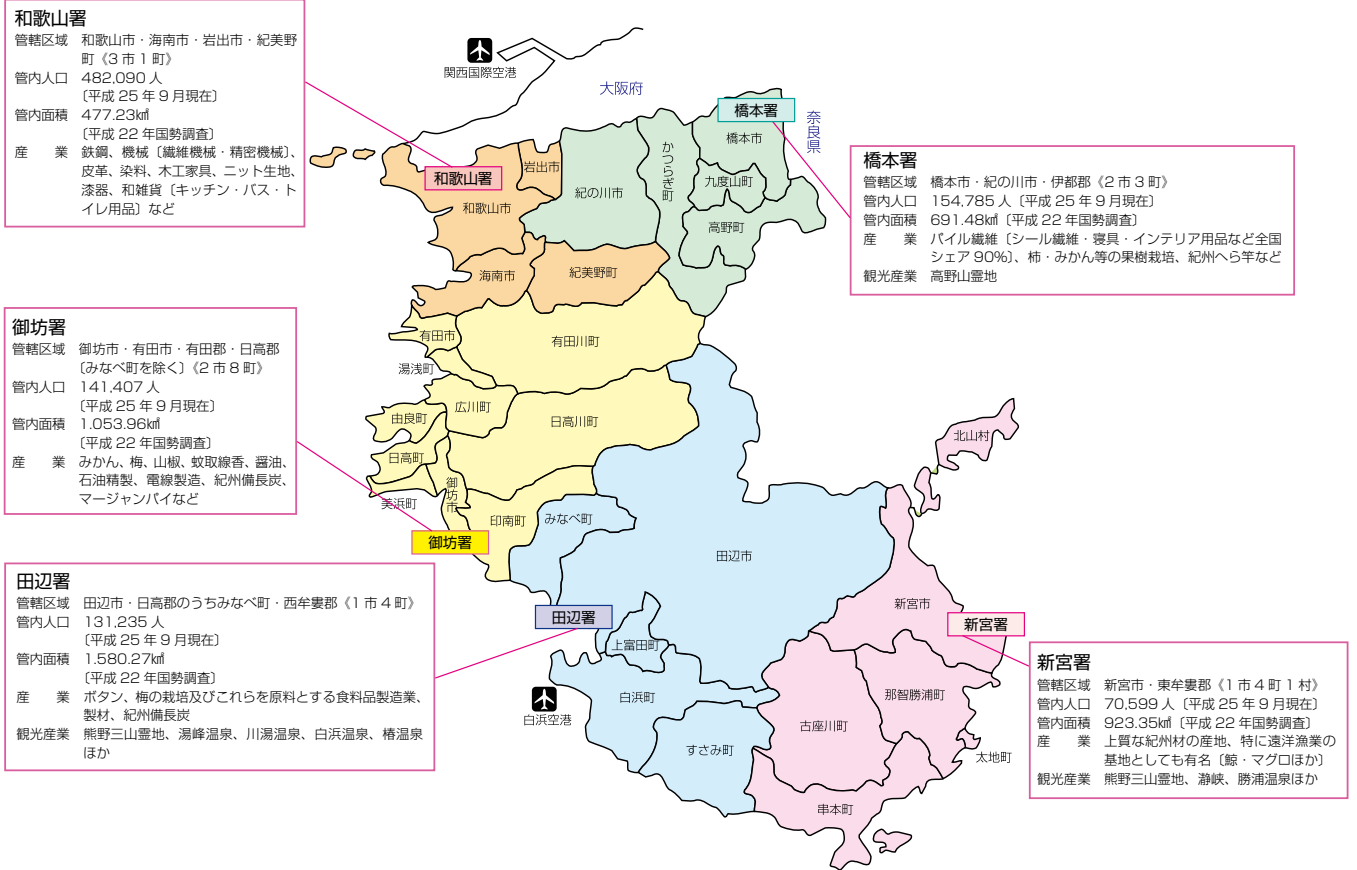 和歌山署
管轄区域 和歌山市・海南市・岩出市・紀美野
町《3市1町》
管内人口 482,090人
〔平成25年9月現在〕
管内面積 477.23㎢
〔平成22年国勢調査〕
産業 鉄鋼、機械〔繊維機械・精密機械〕、
皮革、染料、木工家具、ニット生地、
漆器、和雑貨〔キッチン・バス・ト
イレ用品〕など
御坊署
管轄区域 御坊市・有田市・有田郡・日高郡
〔みなべ町を除く〕《2市8町》
管内人口 141,407人
〔平成25年9月現在〕
管内面積 1.053.96㎢
〔平成22年国勢調査〕
産業 みかん、梅、山椒、蚊取線香、醤油、
石油精製、電線製造、紀州備長炭、
マージャンパイなど
田辺署
管轄区域 田辺市・日高郡のうちみなべ町・西牟婁郡《1市4町》
管内人口 131,235人
〔平成25年9月現在〕
管内面積 1.580.27㎢
〔平成22年国勢調査〕
産業 ボタン、梅の栽培及びこれらを原料とする食料品製造業、
製材、紀州備長炭
観光産業 熊野三山霊地、湯峰温泉、川湯温泉、白浜温泉、椿温泉
ほか
関西国際空港
大阪府
奈良県
橋本署
橋本市
かつらぎ町
九度山町
高野町
紀の川市
岩出市
和歌山署
和歌山市
海南市
紀美野町
有田市
有田川町
湯浅町
広川町
由良町
日高川町
日高町
御坊市
美浜町
印南町
みなべ町
御坊署
田辺市
北山村
田辺署
上富田町
新宮市
新宮署
白浜町
白浜空港
すさみ町
古座川町
那智勝浦町
太地町
串本町
橋本署
管轄区域 橋本市・紀の川市・伊都郡《2市3町》
管内人口 154,785人〔平成25年9月現在〕
管内面積 691.48㎢〔平成22年国勢調査〕
産業 パイル繊維〔シール繊維・寝具・インテリア用品など全国
シェア90%〕、柿・みかん等の果樹栽培、紀州へら竿など
観光産業 高野山霊地
新宮署
管轄区域 新宮市・東牟婁郡《1市4町1村》
管内人口 70,599人〔平成25年9月現在〕
管内面積 923.35㎢〔平成22年国勢調査〕
産業 上質な紀州材の産地、特に遠洋漁業の
基地としても有名〔鯨・マグロほか〕
観光産業 熊野三山霊地、瀞峡、勝浦温泉ほか